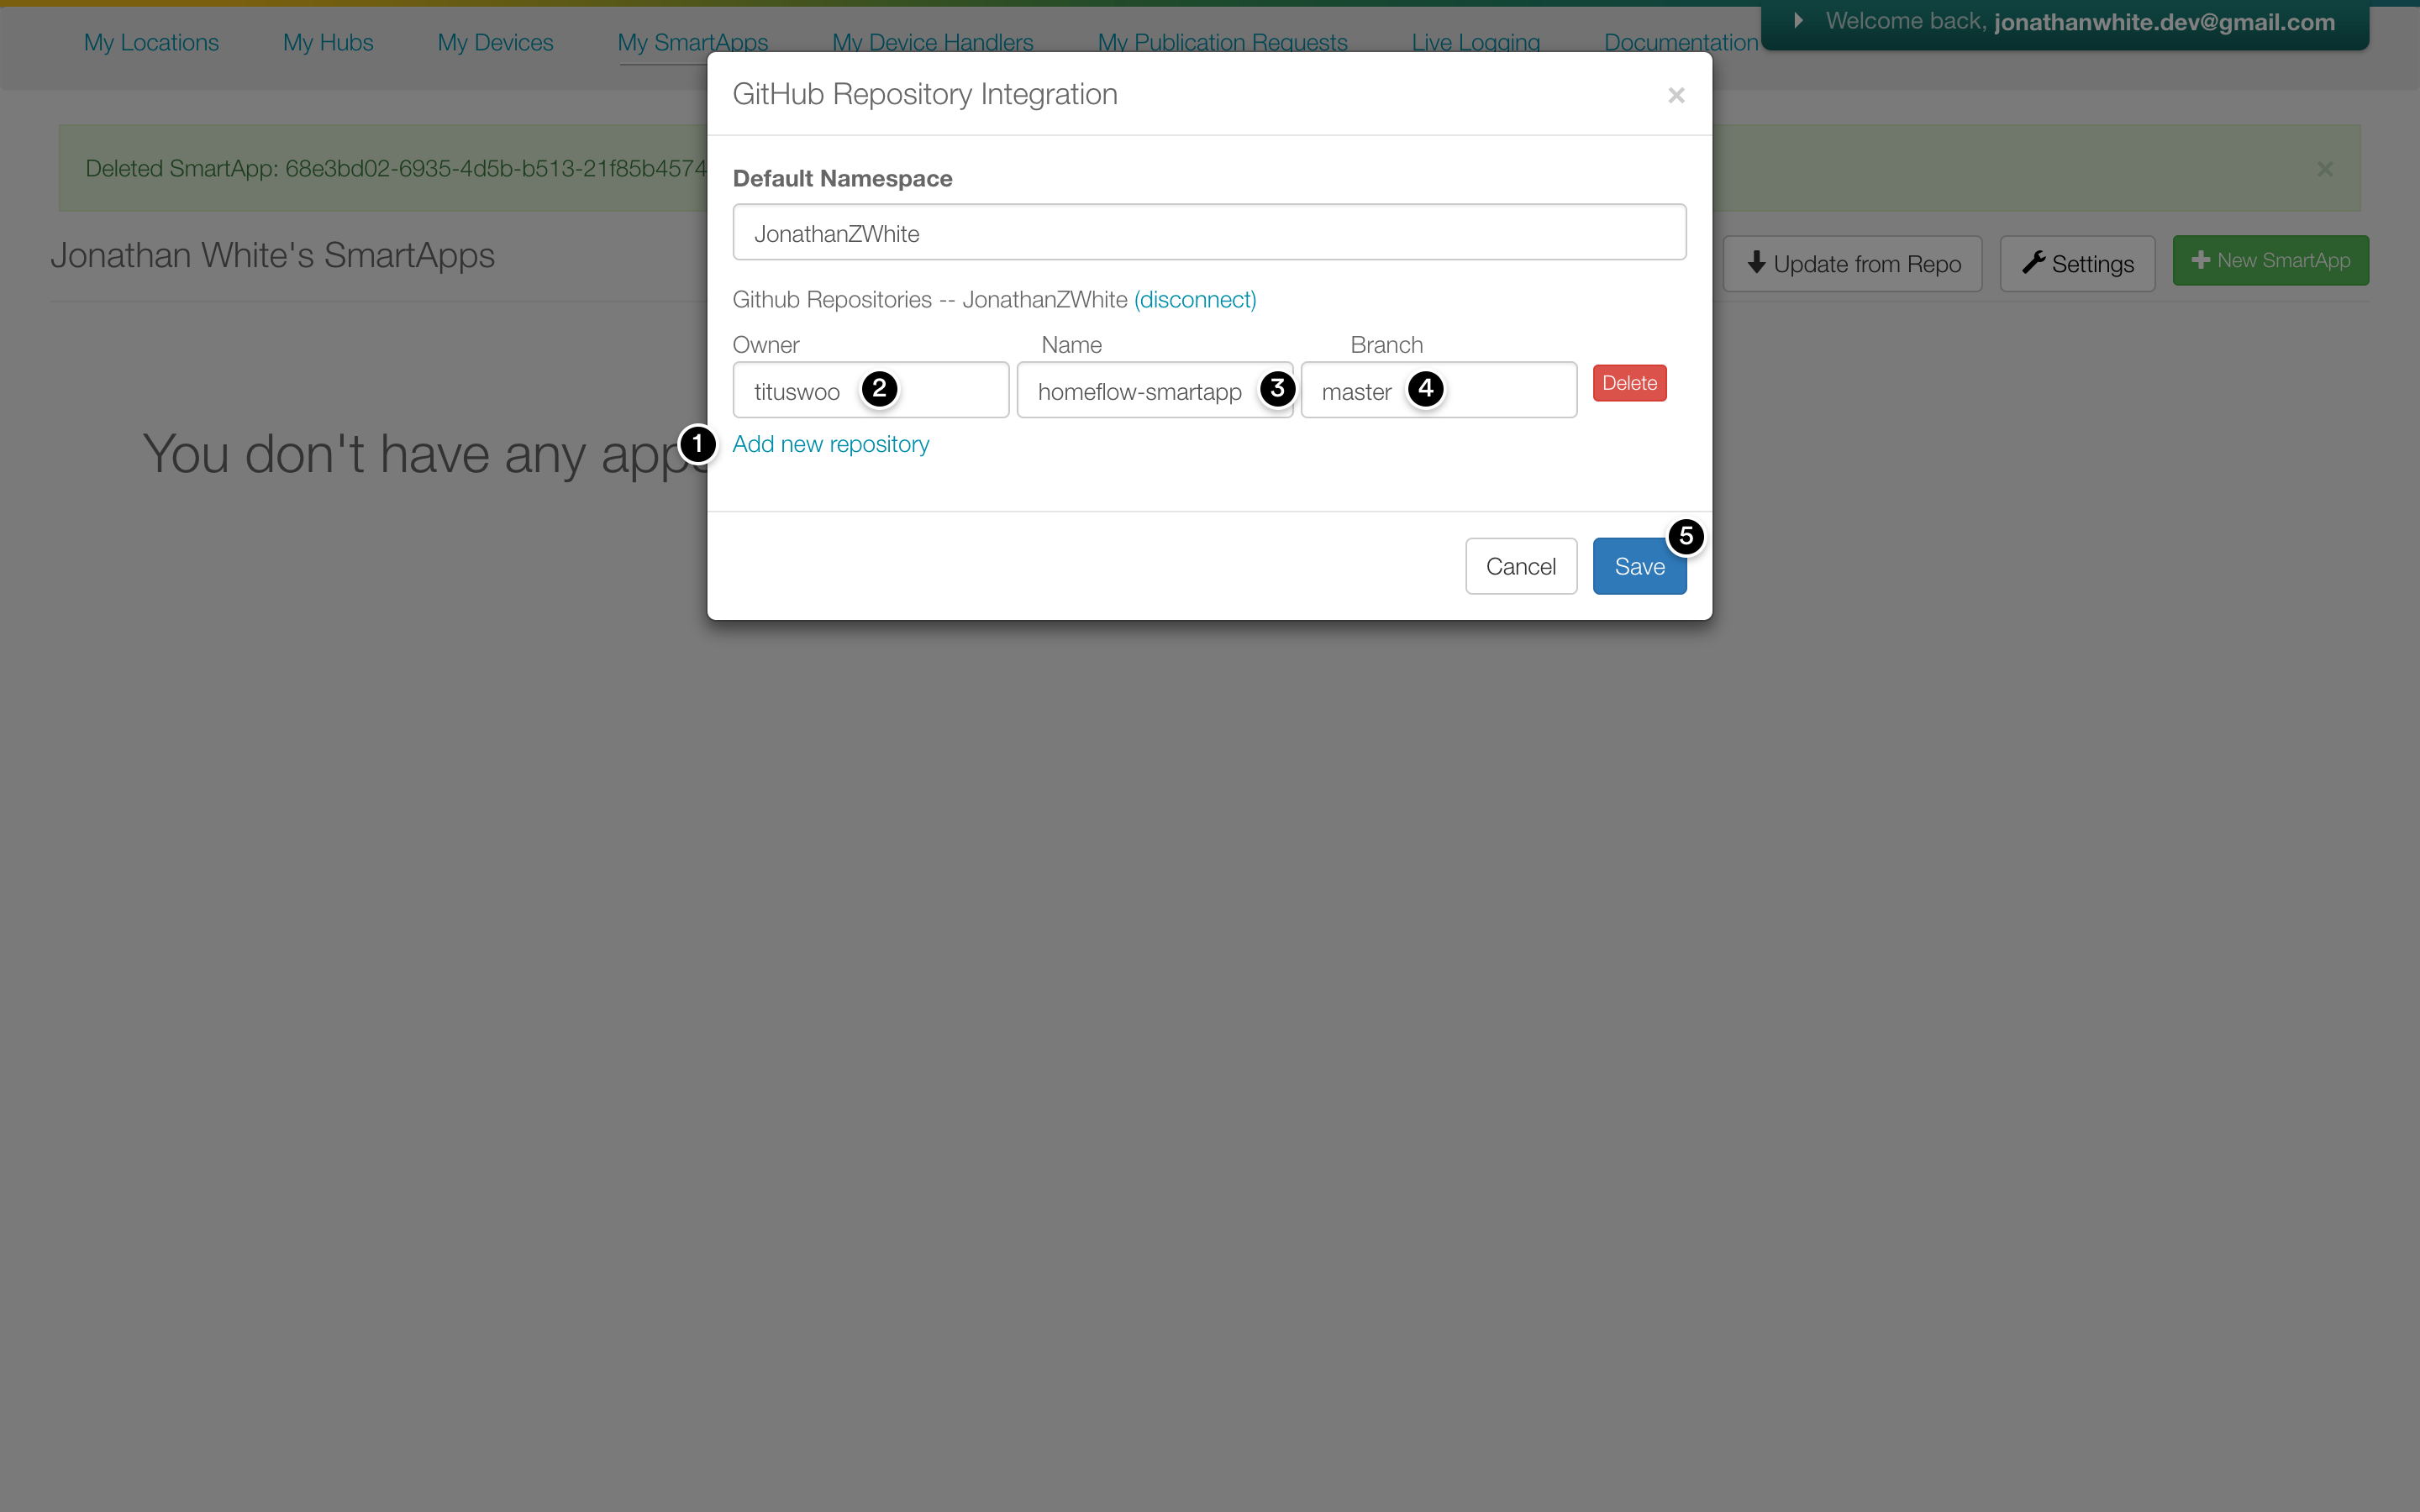 My Locations My Hubs My Devices My SmartApps My Device Handlers My Publication Requests Live Logging Documentation Welcome back, jonathanwhite.dev@gmail.com
GitHub Repository Integration ×
Deleted SmartApp: 68e3bd02-6935-4d5b-b513-21f85b4574 ×
Default Namespace
JonathanZWhite
Jonathan White's SmartApps Update from Repo Settings New SmartApp
Github Repositories -- JonathanZWhite (disconnect)
Owner Name Branch
tituswoo 2 homeflow-smartapp 3 master 4 Delete
You don't have any app
1 Add new repository
5
Cancel Save